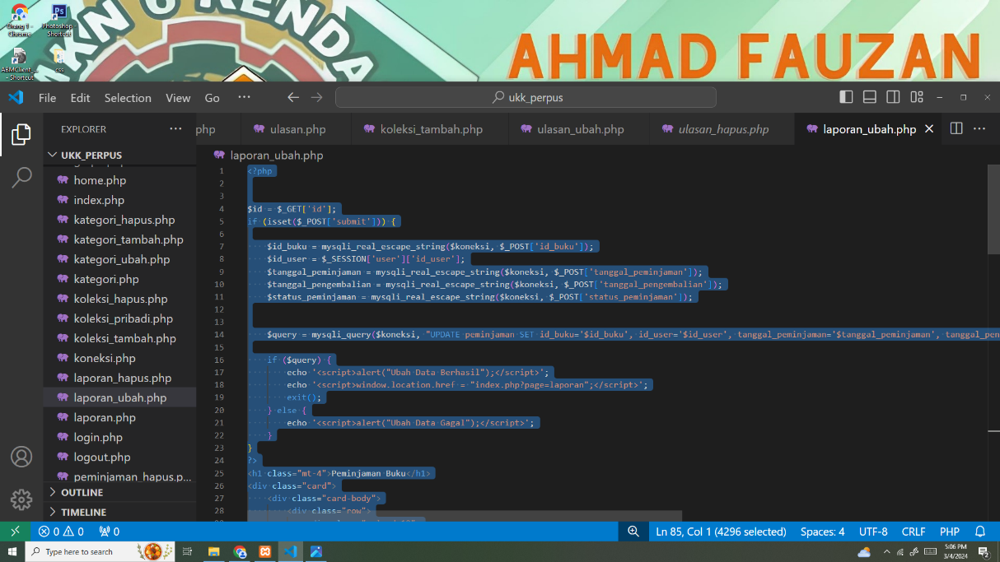 Orang 1 -
Chrome
Photoshop -
Shortcut
ABMClient_...
- Shortcut
css
KN G RENDA
AHMAD FAUZAN
File Edit Selection View Go ...
ukk_perpus
EXPLORER
php
ulasan.php
koleksi_tambah.php
ulasan_ubah.php
ulasan_hapus.php
laporan_ubah.php
UKK_PERPUS
home.php
index.php
kategori_hapus.php
kategori_tambah.php
kategori_ubah.php
kategori.php
koleksi_hapus.php
koleksi_pribadi.php
koleksi_tambah.php
koneksi.php
laporan_hapus.php
laporan_ubah.php
laporan.php
login.php
logout.php
peminjaman_hapus.p...
OUTLINE
TIMELINE
laporan_ubah.php
1 <?php
2
3
4 $id = $_GET['id'];
5 if (isset($_POST['submit'])) {
6
7 $id_buku = mysqli_real_escape_string($koneksi, $_POST['id_buku']);
8 $id_user = $_SESSION['user']['id_user'];
9 $tanggal_peminjaman = mysqli_real_escape_string($koneksi, $_POST['tanggal_peminjaman']);
10 $tanggal_pengembalian = mysqli_real_escape_string($koneksi, $_POST['tanggal_pengembalian']);
11 $status_peminjaman = mysqli_real_escape_string($koneksi, $_POST['status_peminjaman']);
12
13
14 $query = mysqli_query($koneksi, "UPDATE peminjaman SET id_buku='$id_buku', id_user='$id_user', tanggal_peminjaman='$tanggal_peminjaman', tanggal_pen
15
16 if ($query) {
17 echo '<script>alert("Ubah Data Berhasil");</script>';
18 echo '<script>window.location.href = "index.php?page=laporan";</script>';
19 exit();
20 } else {
21 echo '<script>alert("Ubah Data Gagal");</script>';
22 }
23 }
24 ?>
25 <h1 class="mt-4">Peminjaman Buku</h1>
26 <div class="card">
27 <div class="card-body">
28 <div class="row">
0 0 0
Ln 85, Col 1 (4296 selected) Spaces: 4 UTF-8 CRLF PHP
Type here to search
5:06 PM
3/4/2024
2